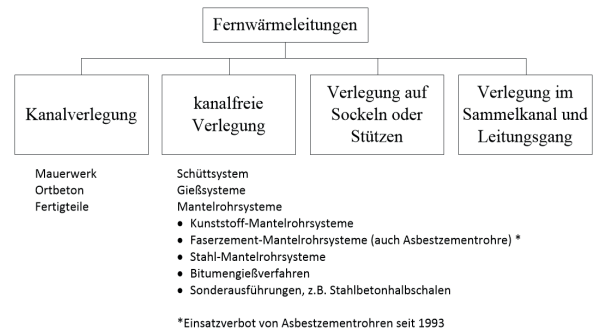 Fernwärmeleitungen
Kanalverlegung
kanalfreie
Verlegung
Verlegung auf
Sockeln oder
Stützen
Verlegung im
Sammelkanal und
Leitungsgang
Mauerwerk
Ortbeton
Fertigteile
Schüttsystem
Gießsysteme
Mantelrohrsysteme
• Kunststoff-Mantelrohrsysteme
• Faserzement-Mantelrohrsysteme (auch Asbestzementrohre) *
• Stahl-Mantelrohrsysteme
• Bitumengießverfahren
• Sonderausführungen, z.B. Stahlbetonhalbschalen
*Einsatzverbot von Asbestzementrohren seit 1993